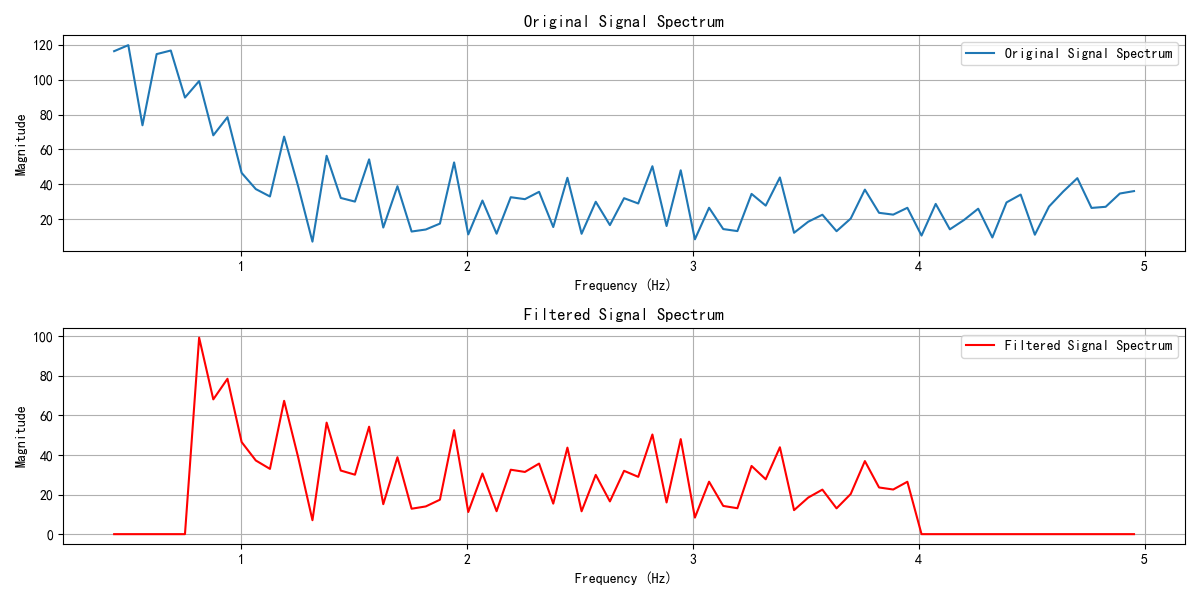 Original Signal Spectrum
Original Signal Spectrum
Magnitude
120
100
80
60
40
20
1 2 3 4 5
Frequency (Hz)
Filtered Signal Spectrum
Filtered Signal Spectrum
Magnitude
100
80
60
40
20
0
1 2 3 4 5
Frequency (Hz)